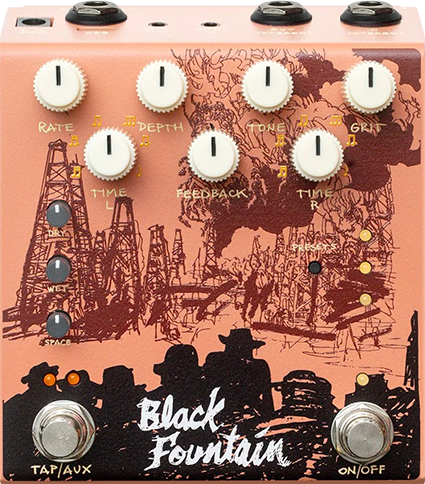 RATE DEPTH TONE GRIT
TIME L FEEDBACK TIME R
DRY
PRESETS
WET
SPACE
Black
Fountain
TAP/AUX ON/OFF